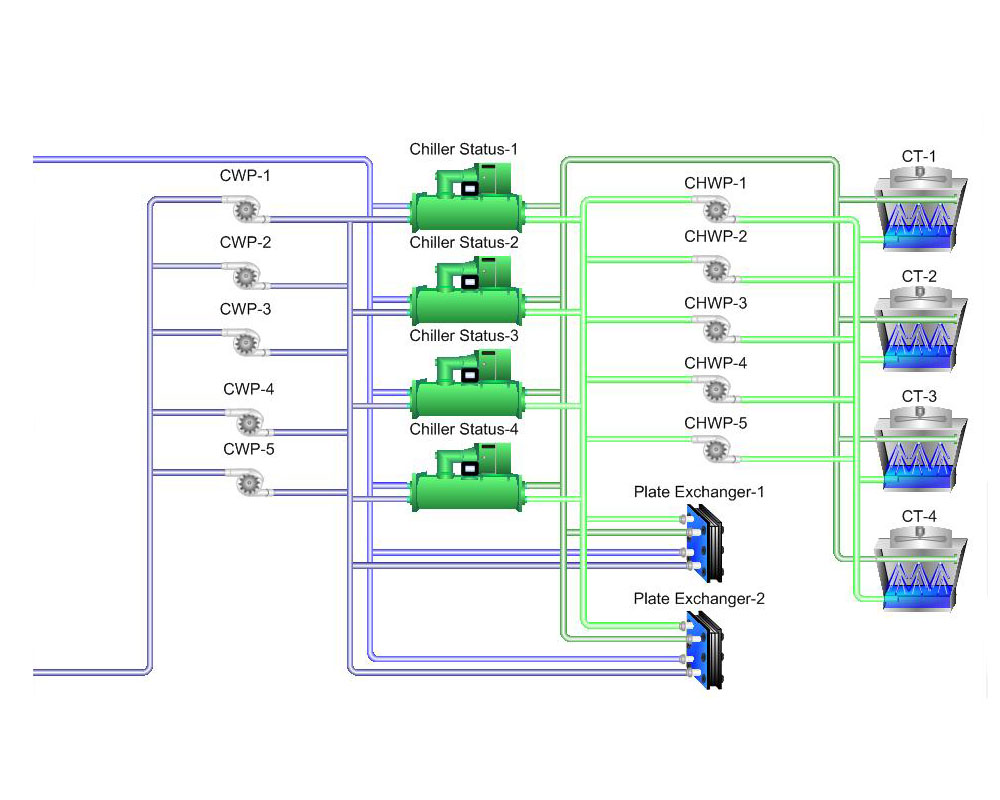 Chiller Status-1
CWP-1
CHWP-1
CT-1
CWP-2
Chiller Status-2
CHWP-2
CT-2
CWP-3
Chiller Status-3
CHWP-3
CWP-4
CHWP-4
CT-3
CWP-5
Chiller Status-4
CHWP-5
Plate Exchanger-1
CT-4
Plate Exchanger-2